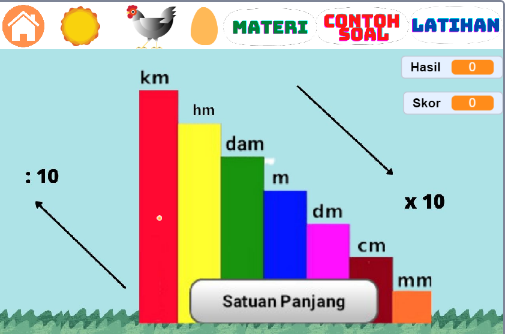 MATERI
CONTOH
SOAL
LATIHAN
Hasil 0
Skor 0
km
hm
dam
m
dm
cm
mm
: 10
x 10
Satuan Panjang